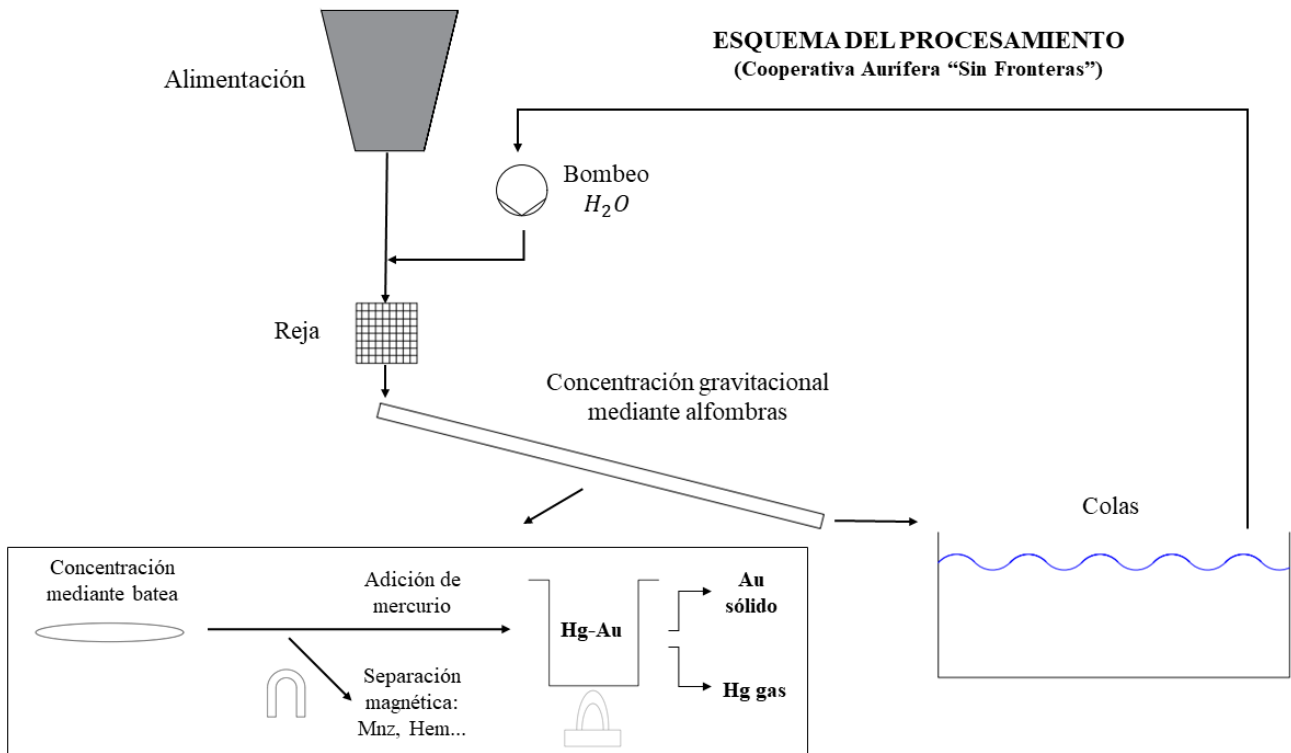 ESQUEMA DEL PROCESAMIENTO
(Cooperativa Aurífera “Sin Fronteras”)
Alimentación
Bombeo
H₂O
Reja
Concentración gravitacional
mediante alfombras
Colas
Concentración
mediante batea
Adición de
mercurio
Hg-Au
Au
sólido
Hg gas
Separación
magnética:
Mnz, Hem...